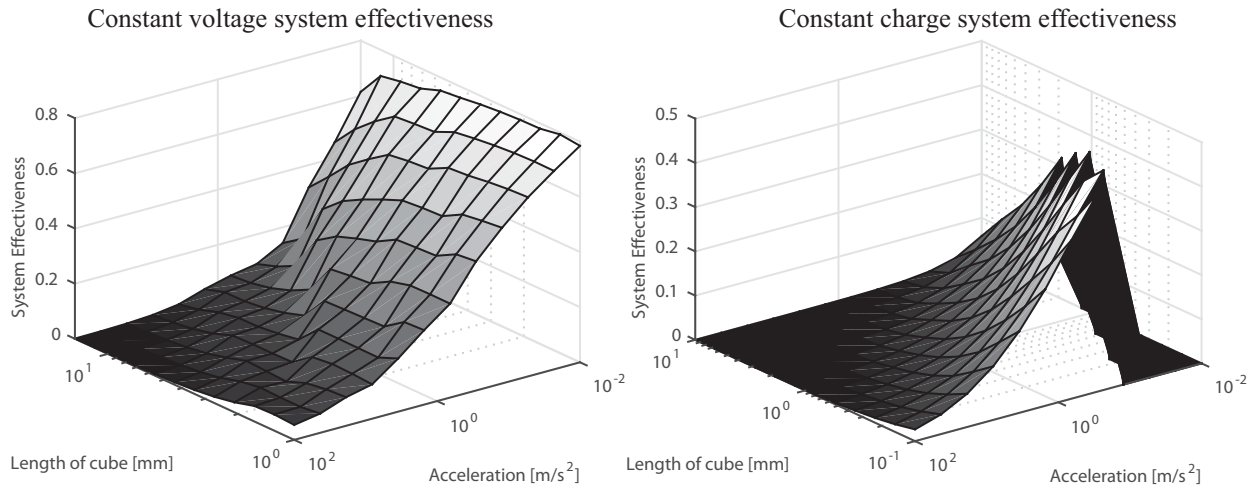 Constant voltage system effectiveness
0.8
0.6
0.4
0.2
0
System Effectiveness
10^1
10^0
Length of cube [mm]
10^2
10^0
10^-2
Acceleration [m/s^2]
Constant charge system effectiveness
0.5
0.4
0.3
0.2
0.1
0
System Effectiveness
10^1
10^0
10^-1
Length of cube [mm]
10^2
10^0
10^-2
Acceleration [m/s^2]